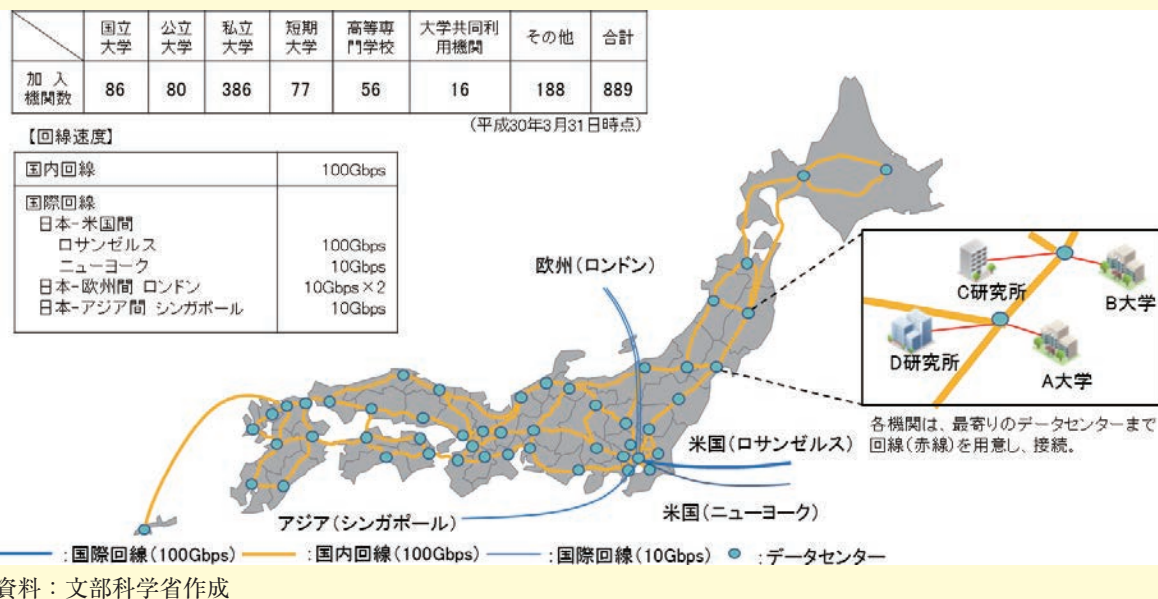 国立大学 公立大学 私立大学 短期大学 高等専門学校 大学共同利用機関 その他 合計
加入機関数 86 80 386 77 56 16 188 889
(平成30年3月31日時点)
【回線速度】
国内回線 100Gbps
国際回線
日本-米国間
ロサンゼルス 100Gbps
ニューヨーク 10Gbps
日本-欧州間 ロンドン 10Gbps×2
日本-アジア間 シンガポール 10Gbps
欧州(ロンドン)
C研究所
B大学
D研究所
A大学
各機関は、最寄りのデータセンターまで
回線(赤線)を用意し、接続。
米国(ロサンゼルス)
米国(ニューヨーク)
アジア(シンガポール)
:国際回線(100Gbps) :国内回線(100Gbps) :国際回線(10Gbps) :データセンター
資料:文部科学省作成